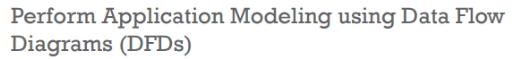 Perform Application Modeling using Data Flow
Diagrams (DFDs)